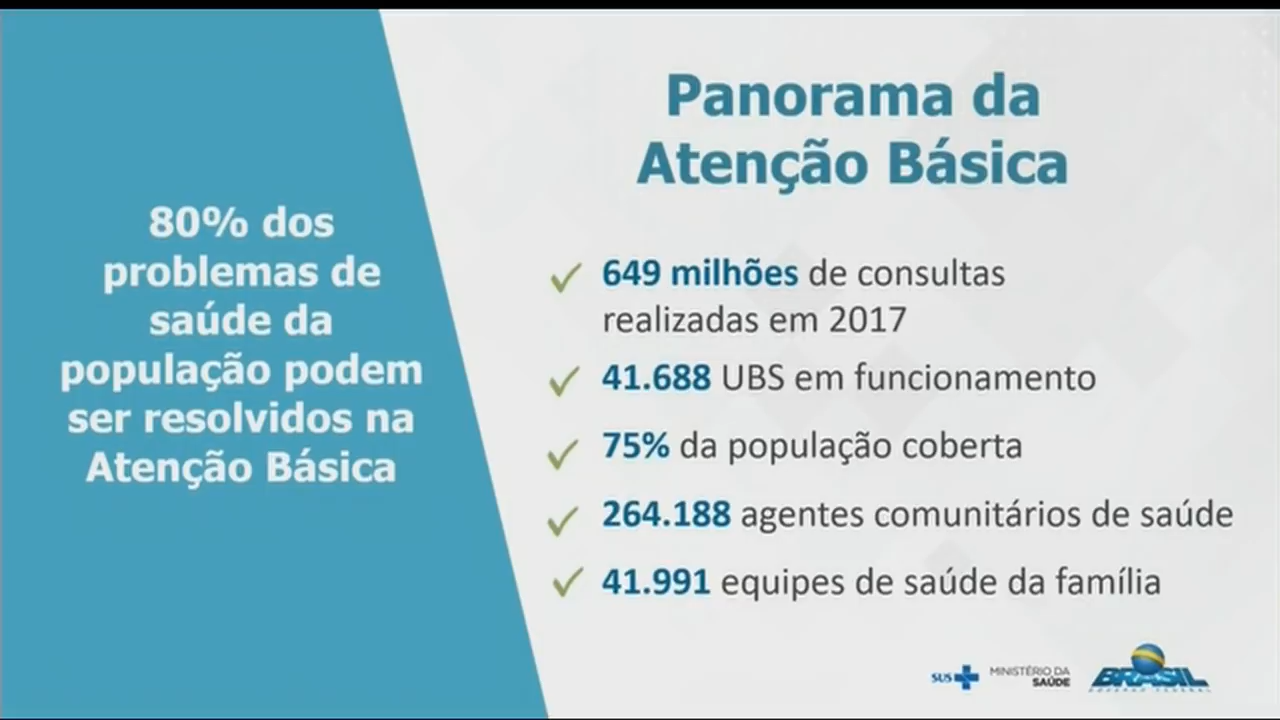 80% dos
problemas de
saúde da
população podem
ser resolvidos na
Atenção Básica
Panorama da
Atenção Básica
649 milhões de consultas
realizadas em 2017
41.688 UBS em funcionamento
75% da população coberta
264.188 agentes comunitários de saúde
41.991 equipes de saúde da família
SUS
MINISTÉRIO DA
SAÚDE
BRASIL
GOVERNO FEDERAL